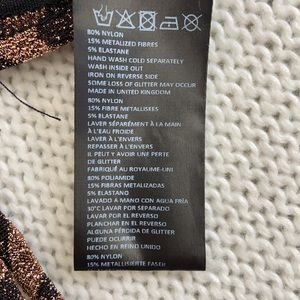 80% NYLON
15% METALIZED FIBRES
5% ELASTANE
HAND WASH COLD SEPARATELY
WASH INSIDE OUT
IRON ON REVERSE SIDE
SOME LOSS OF GLITTER MAY OCCUR
MADE IN UNITED KINGDOM
80% NYLON
15% FIBRE METALLISEES
5% ELASTANE
LAVER SÉPARÉMENT À LA MAIN
À L'EAU FROIDE
LAVER À L'ENVERS
REPASSER À L'ENVERS
IL PEUT Y AVOIR UNE PERTE
DE GLITTER
FABRIQUÉ AU ROYAUME-UNI
80% POLIAMIDE
15% FIBRAS METALIZADAS
5% ELASTANO
LAVADO A MANO CON AGUA FRÍA
30°C LAVAR POR SEPARADO
LAVAR POR EL REVERSO
PLANCHAR EN EL REVERSO
ALGUNA PÉRDIDA DE GLITTER
PUEDE OCURRIR
HECHO EN REINO UNIDO
80% NYLON
15% METALLISIERTE FASER